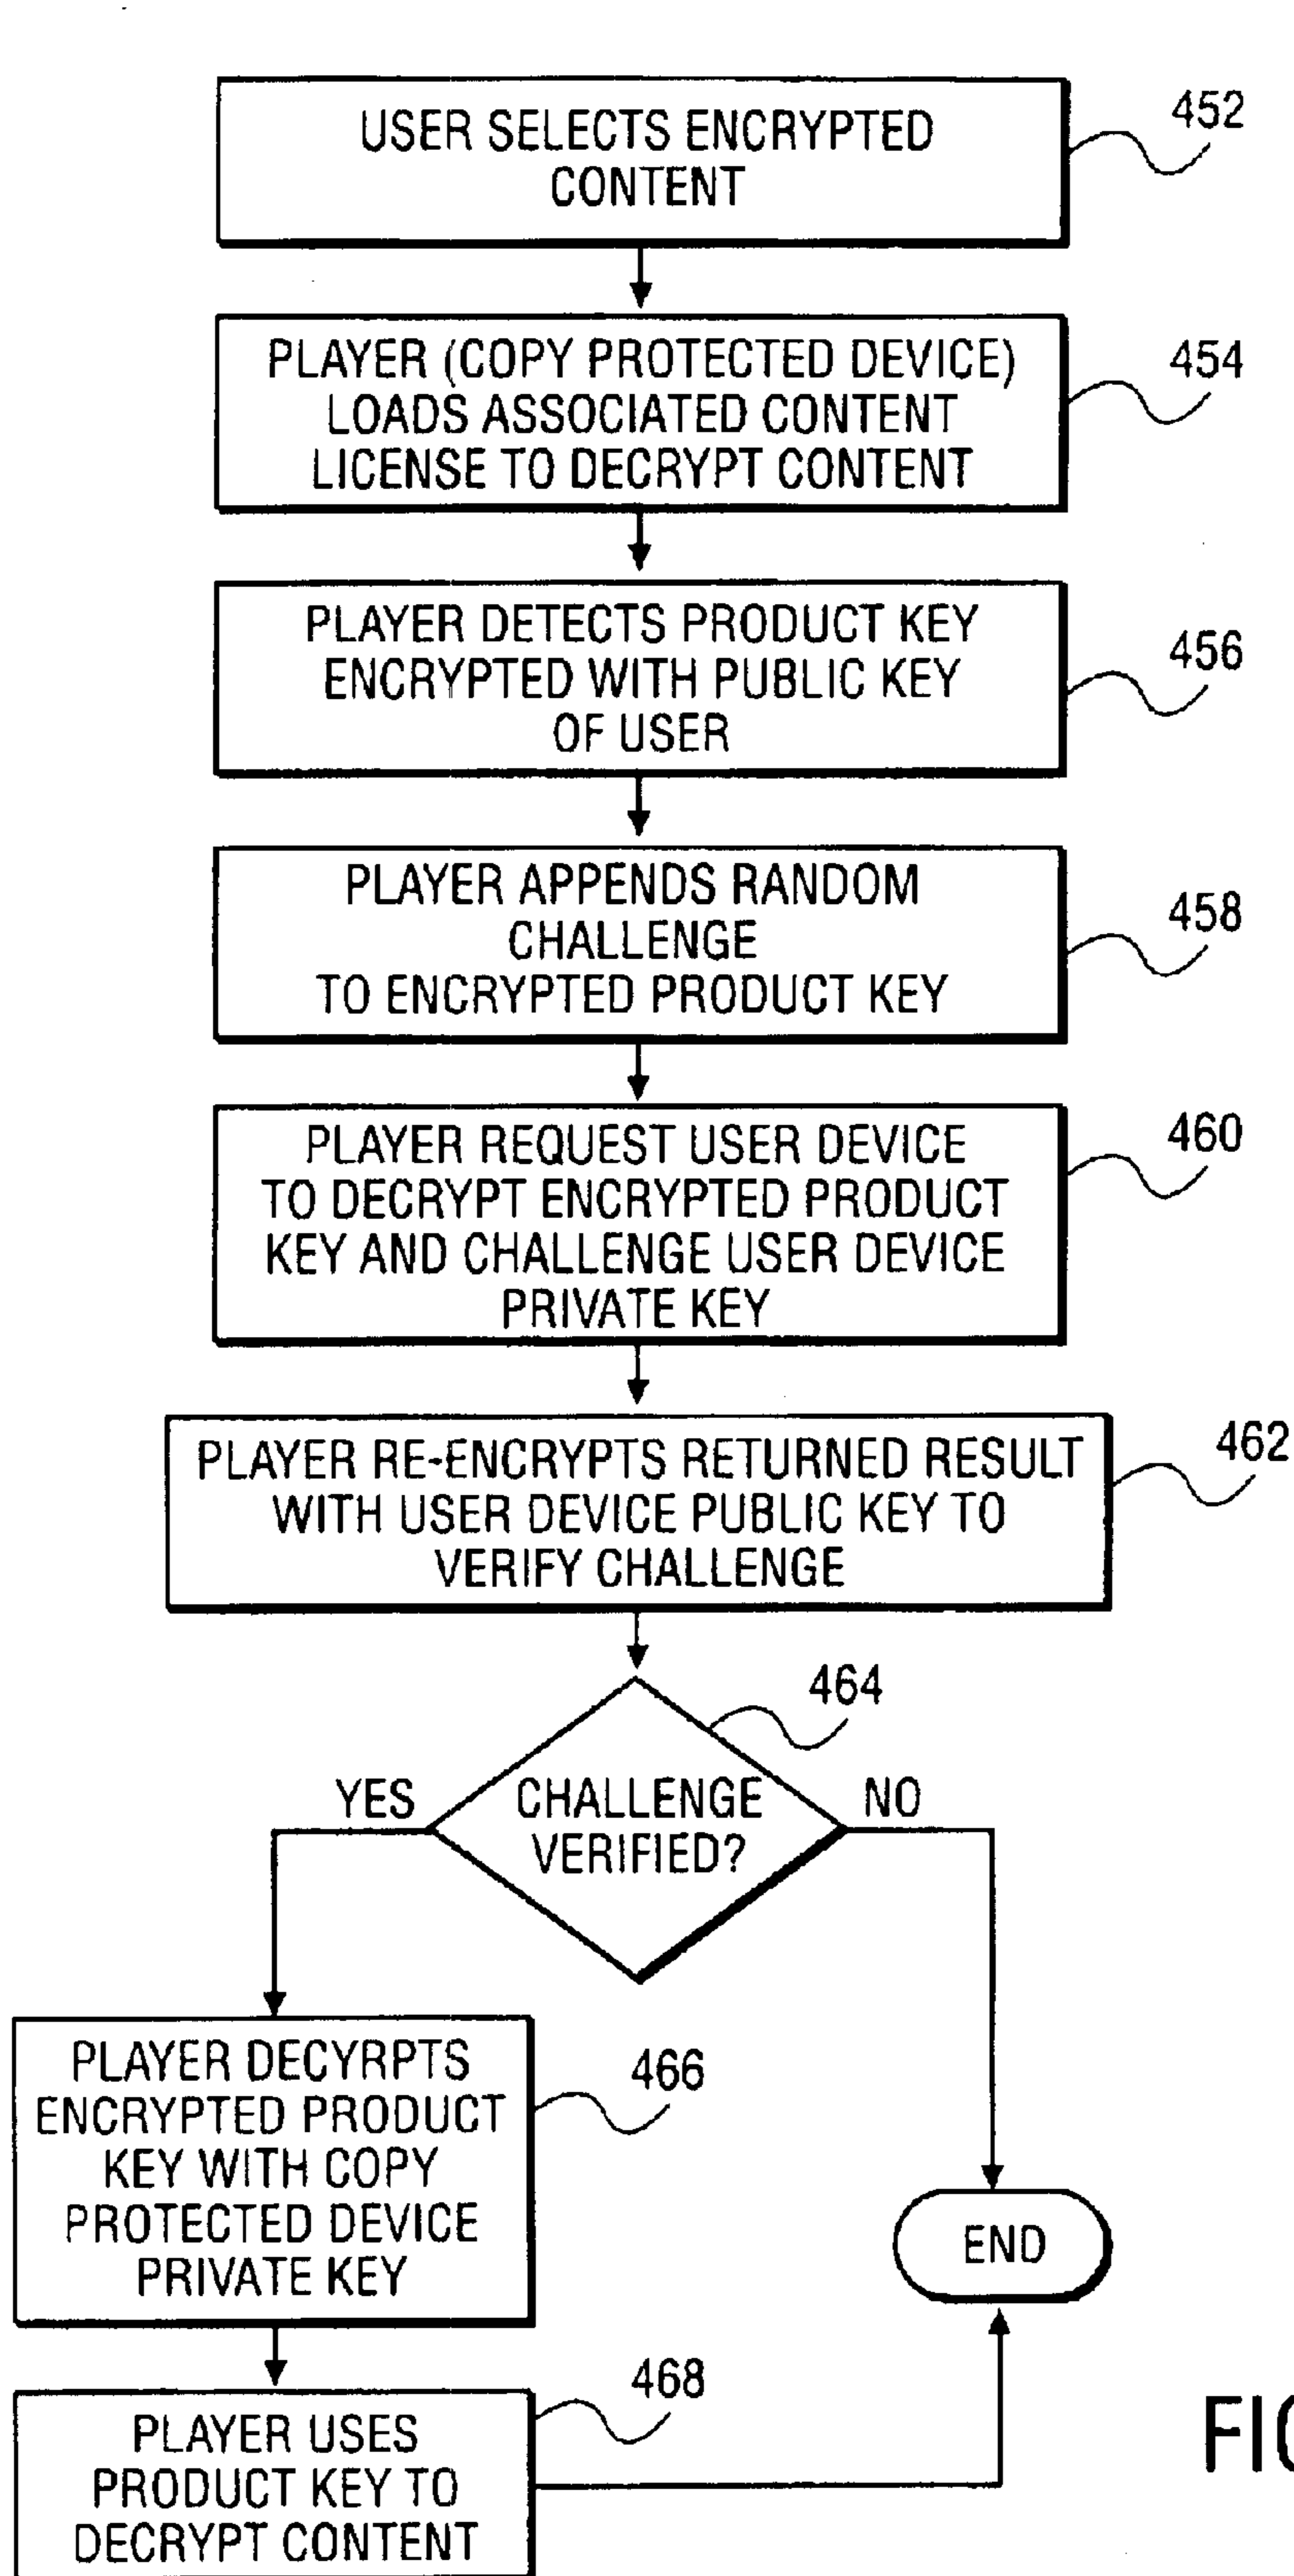 USER SELECTS ENCRYPTED
CONTENT
452
PLAYER (COPY PROTECTED DEVICE)
LOADS ASSOCIATED CONTENT
LICENSE TO DECRYPT CONTENT
454
PLAYER DETECTS PRODUCT KEY
ENCRYPTED WITH PUBLIC KEY
OF USER
456
PLAYER APPENDS RANDOM
CHALLENGE
TO ENCRYPTED PRODUCT KEY
458
PLAYER REQUEST USER DEVICE
TO DECRYPT ENCRYPTED PRODUCT
KEY AND CHALLENGE USER DEVICE
PRIVATE KEY
460
PLAYER RE-ENCRYPTS RETURNED RESULT
WITH USER DEVICE PUBLIC KEY TO
VERIFY CHALLENGE
462
464
YES
CHALLENGE
VERIFIED?
NO
PLAYER DECYRPTS
ENCRYPTED PRODUCT
KEY WITH COPY
PROTECTED DEVICE
PRIVATE KEY
466
END
PLAYER USES
PRODUCT KEY TO
DECRYPT CONTENT
468